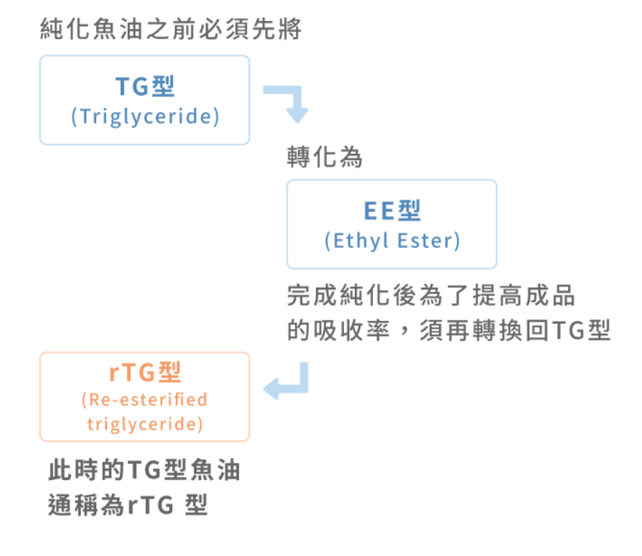 純化魚油之前必須先將
TG型
(Triglyceride)
轉化為
EE型
(Ethyl Ester)
完成純化後為了提高成品
的吸收率，須再轉換回TG型
rTG型
(Re-esterified
triglyceride)
此時的TG型魚油
通稱為rTG 型